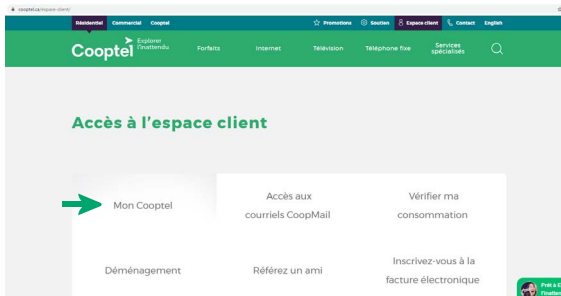 cooptel.ca/espace-client/
Résidentiel Commercial Cooptel Promotions Soutien Espace client Contact English
Cooptel Explorer l'inattendu
Forfaits Internet Télévision Téléphone fixe Services spécialisés
Accès à l'espace client
Mon Cooptel
Accès aux
courriels CoopMail
Vérifier ma
consommation
Déménagement
Référez un ami
Inscrivez-vous à la
facture électronique
Prêt à